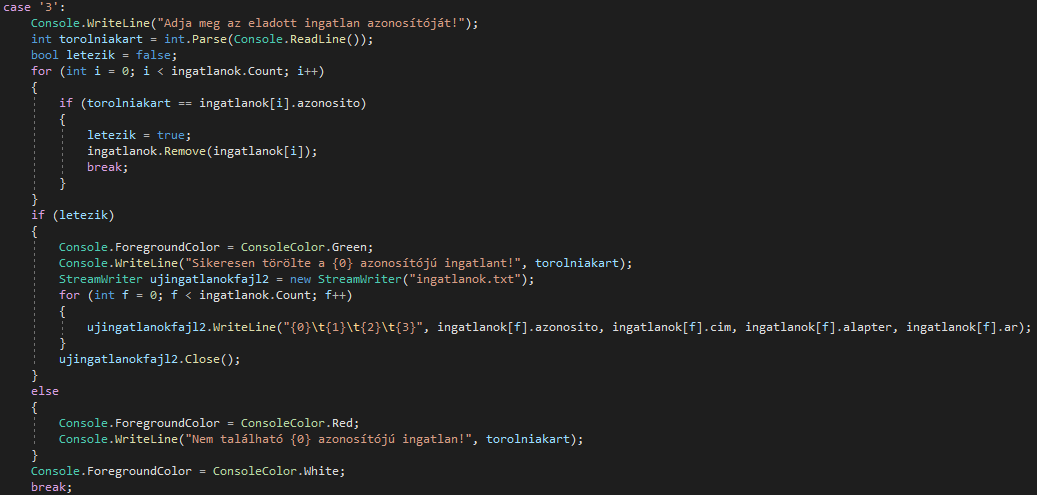 case '3':
Console.WriteLine("Adja meg az eladott ingatlan azonosítóját!");
int torolniakart = int.Parse(Console.ReadLine());
bool letezik = false;
for (int i = 0; i < ingatlanok.Count; i++)
{
if (torolniakart == ingatlanok[i].azonosito)
{
letezik = true;
ingatlanok.Remove(ingatlanok[i]);
break;
}
}
if (letezik)
{
Console.ForegroundColor = ConsoleColor.Green;
Console.WriteLine("Sikeresen törölte a {0} azonosítójú ingatlant!", torolniakart);
StreamWriter ujingatlanokfajl2 = new StreamWriter("ingatlanok.txt");
for (int f = 0; f < ingatlanok.Count; f++)
{
ujingatlanokfajl2.WriteLine("{0}\t{1}\t{2}\t{3}", ingatlanok[f].azonosito, ingatlanok[f].cim, ingatlanok[f].alapter, ingatlanok[f].ar);
}
ujingatlanokfajl2.Close();
}
else
{
Console.ForegroundColor = ConsoleColor.Red;
Console.WriteLine("Nem található {0} azonosítójú ingatlan!", torolniakart);
}
Console.ForegroundColor = ConsoleColor.White;
break;